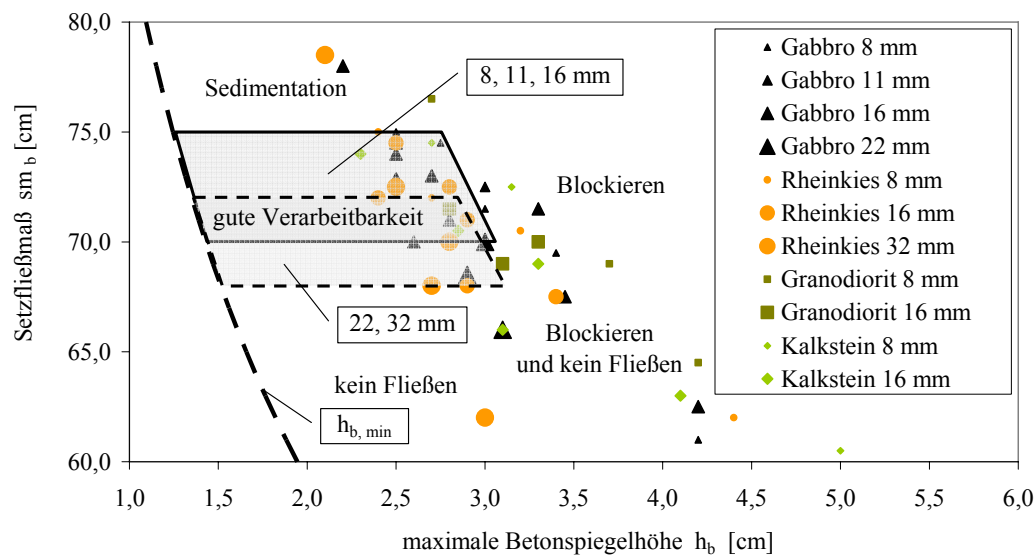 80,0
75,0
70,0
65,0
60,0
Setzfließmaß sm b [cm]
Sedimentation
8, 11, 16 mm
Blockieren
gute Verarbeitbarkeit
22, 32 mm
Blockieren
und kein Fließen
kein Fließen
h b, min
Gabbro 8 mm
Gabbro 11 mm
Gabbro 16 mm
Gabbro 22 mm
Rheinkies 8 mm
Rheinkies 16 mm
Rheinkies 32 mm
Granodiorit 8 mm
Granodiorit 16 mm
Kalkstein 8 mm
Kalkstein 16 mm
1,0 1,5 2,0 2,5 3,0 3,5 4,0 4,5 5,0 5,5 6,0
maximale Betonspiegelhöhe h b [cm]